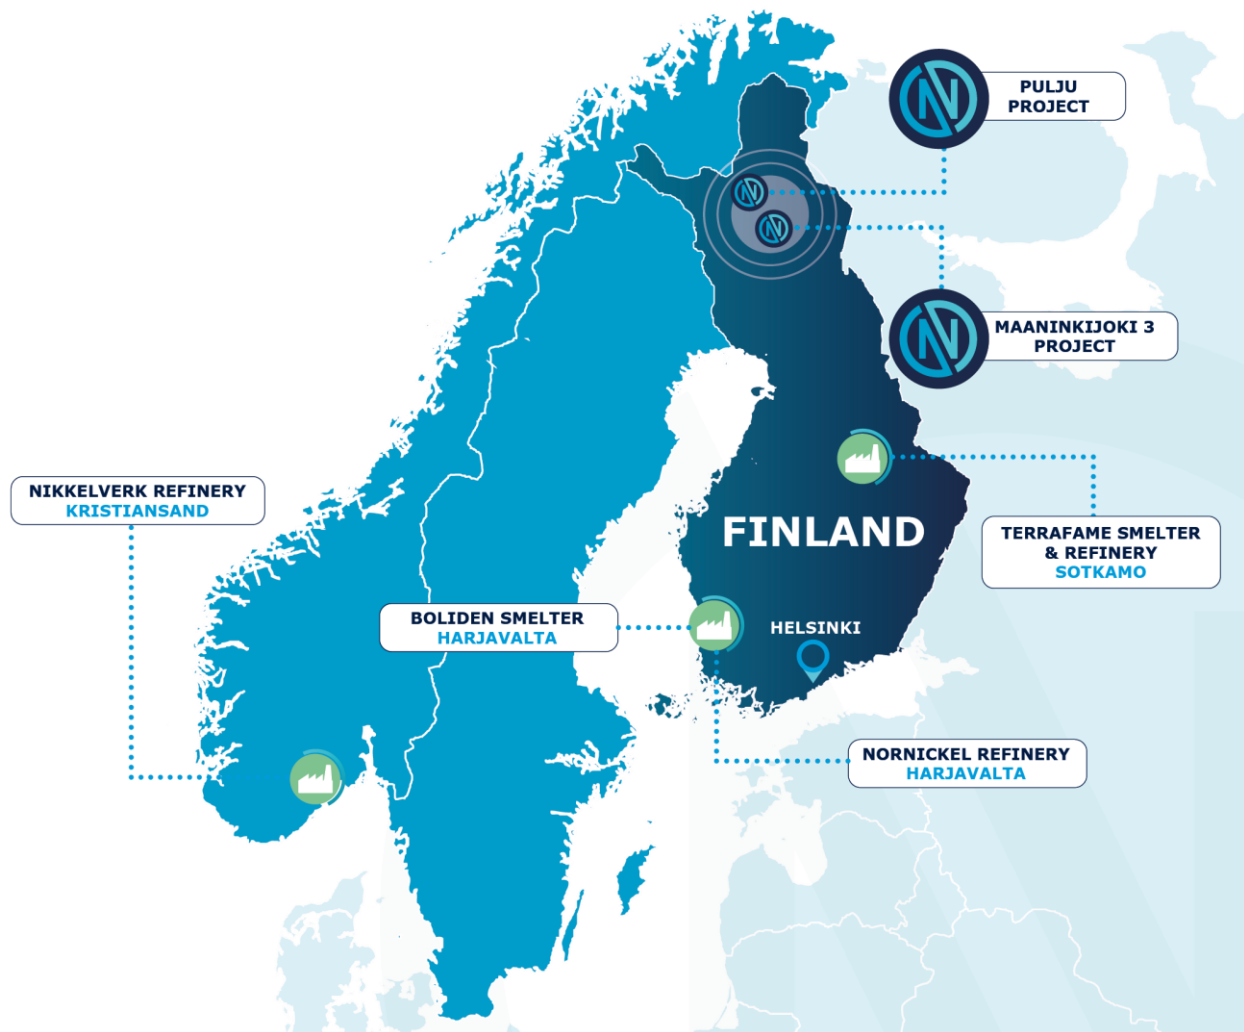 PULJU
PROJECT
MAANINKIJOKI 3
PROJECT
NIKKELVERK REFINERY
KRISTIANSAND
FINLAND
TERRAFAME SMELTER
& REFINERY
SOTKAMO
BOLIDEN SMELTER
HARJAVALTA
HELSINKI
NORNICKEL REFINERY
HARJAVALTA